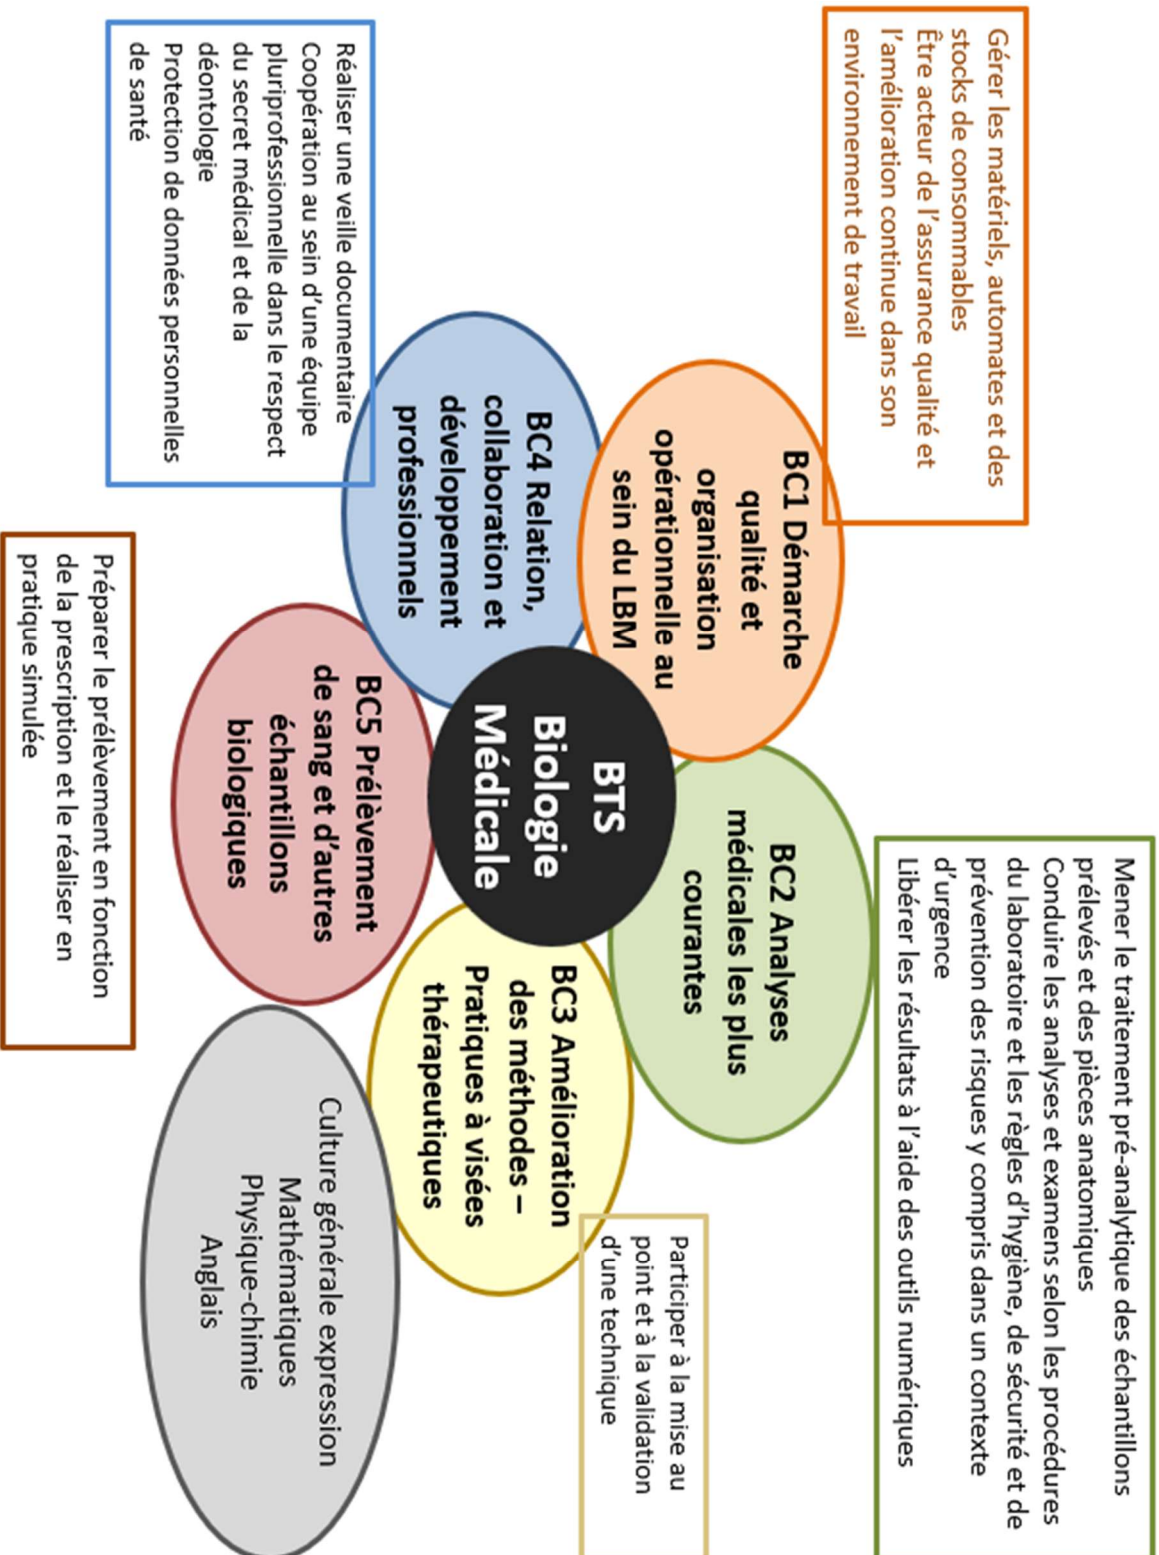 Gérer les matériels, automates et des
stocks de consommables
Être acteur de l'assurance qualité et
l'amélioration continue dans son
environnement de travail
Mener le traitement pré-analytique des échantillons
prélevés et des pièces anatomiques
Conduire les analyses et examens selon les procédures
du laboratoire et les règles d'hygiène, de sécurité et de
prévention des risques y compris dans un contexte
d'urgence
Libérer les résultats à l'aide des outils numériques
BC1 Démarche
qualité et
organisation
opérationnelle au
sein du LBM
BC2 Analyses
médicales les plus
courantes
BTS
Biologie
Médicale
BC4 Relation,
collaboration et
développement
professionnels
BC3 Amélioration
des méthodes –
Pratiques à visées
thérapeutiques
Participer à la mise au
point et à la validation
d'une technique
Réaliser une veille documentaire
Coopération au sein d'une équipe
pluriprofessionnelle dans le respect
du secret médical et de la
déontologie
Protection de données personnelles
de santé
BC5 Prélèvement
de sang et d'autres
échantillons
biologiques
Culture générale expression
Mathématiques
Physique-chimie
Anglais
Préparer le prélèvement en fonction
de la prescription et le réaliser en
pratique simulée